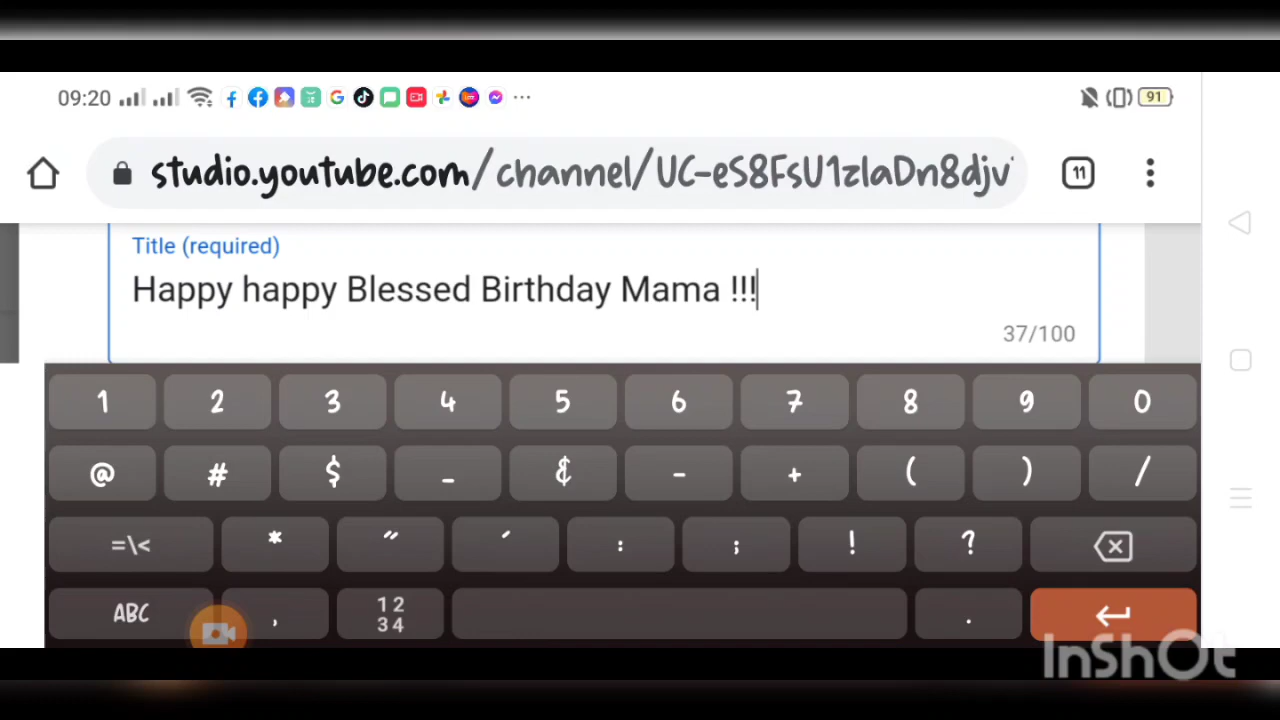 09:20 91
studio.youtube.com/channel/UC-eS8FsU1zlaDn8djv 11
Title (required)
Happy happy Blessed Birthday Mama !!!
37/100
1 2 3 4 5 6 7 8 9 0
@ # $ _ & - + ( ) /
=\< * " ' : ; ! ?
ABC , 12 34 .
InShOt